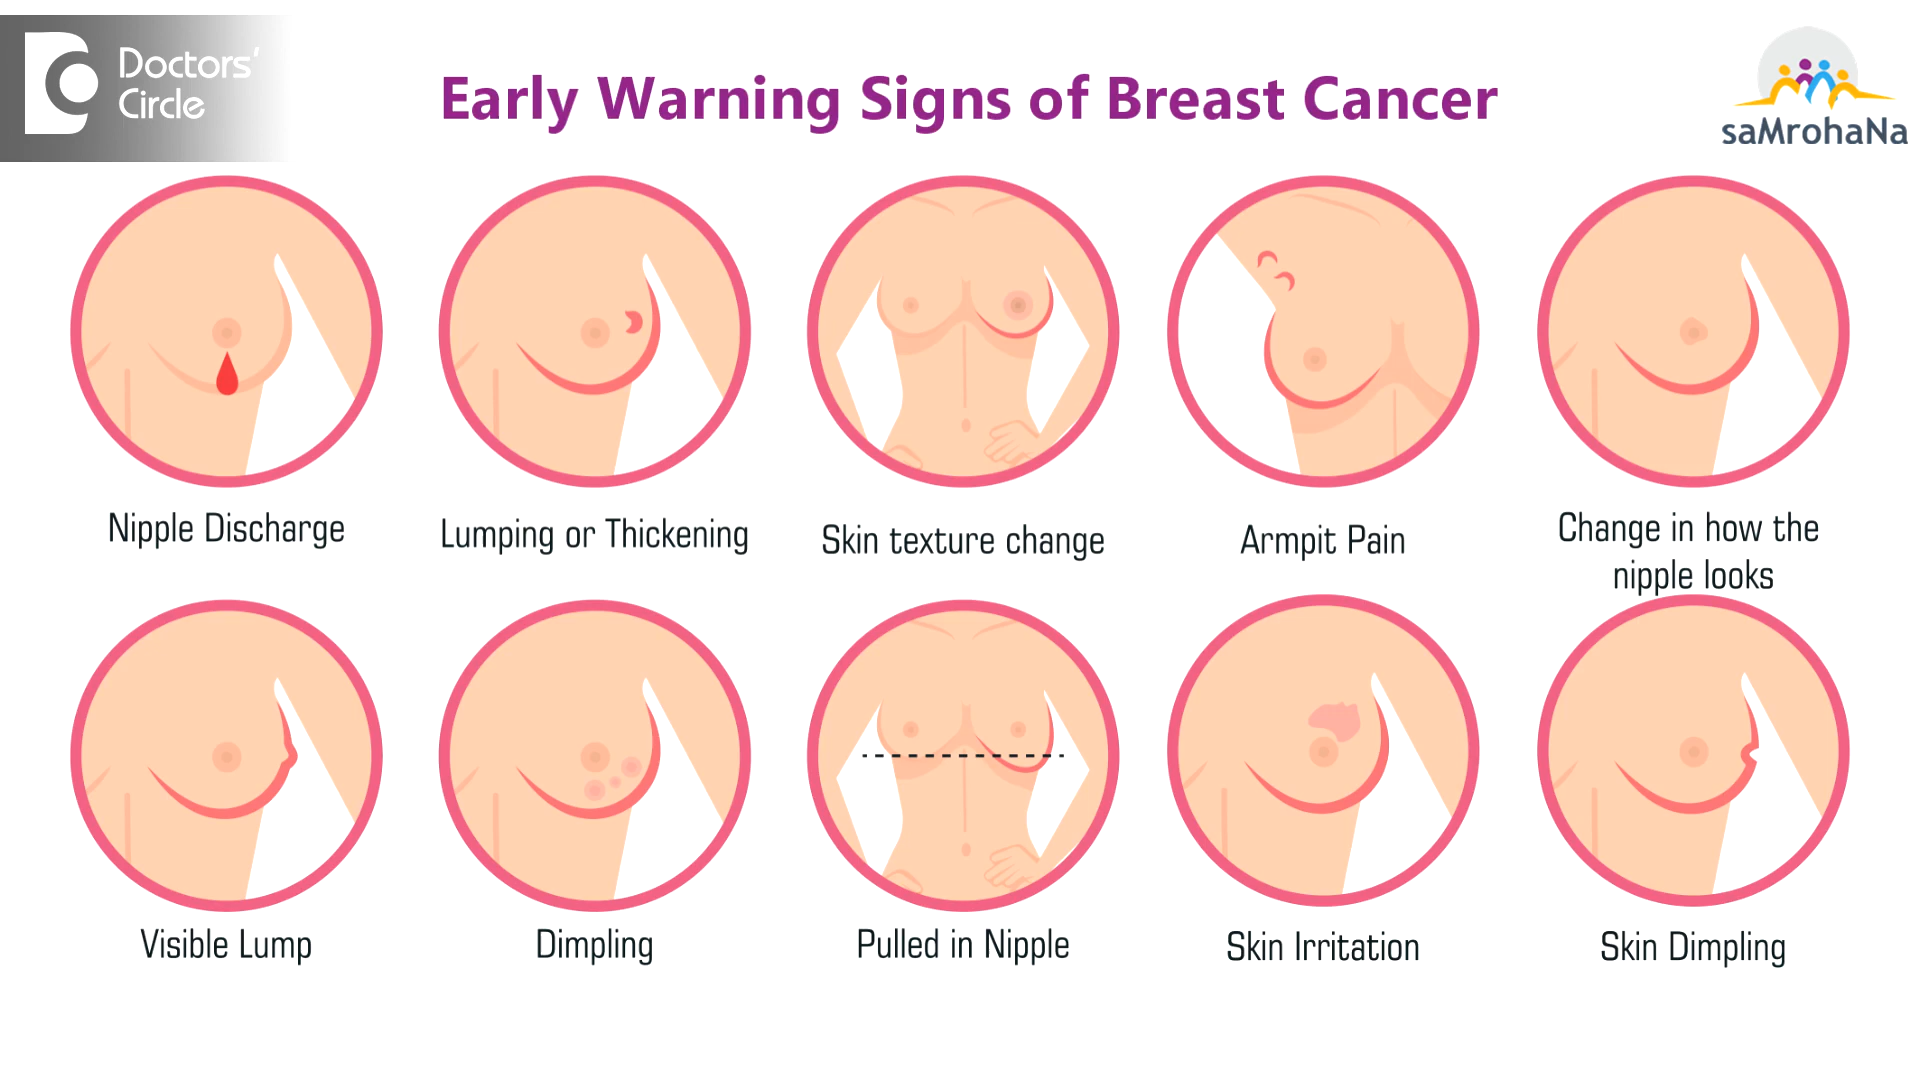 Doctors'
Circle
Early Warning Signs of Breast Cancer
saMrohaNa
Nipple Discharge
Lumping or Thickening
Skin texture change
Armpit Pain
Change in how the
nipple looks
Visible Lump
Dimpling
Pulled in Nipple
Skin Irritation
Skin Dimpling